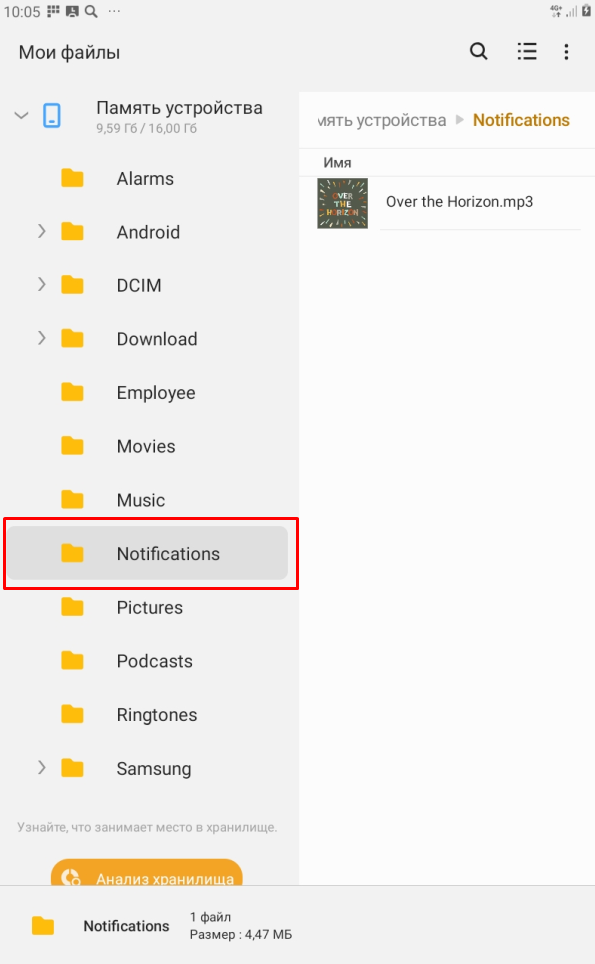 10:05
4G+
Мои файлы
Память устройства
9,59 Гб / 16,00 Гб
Alarms
Android
DCIM
Download
Employee
Movies
Music
Notifications
Pictures
Podcasts
Ringtones
Samsung
Узнайте, что занимает место в хранилище.
Анализ хранилища
мять устройства
Notifications
Имя
OVER
THE
HORIZON
Over the Horizon.mp3
Notifications
1 файл
Размер : 4,47 МБ